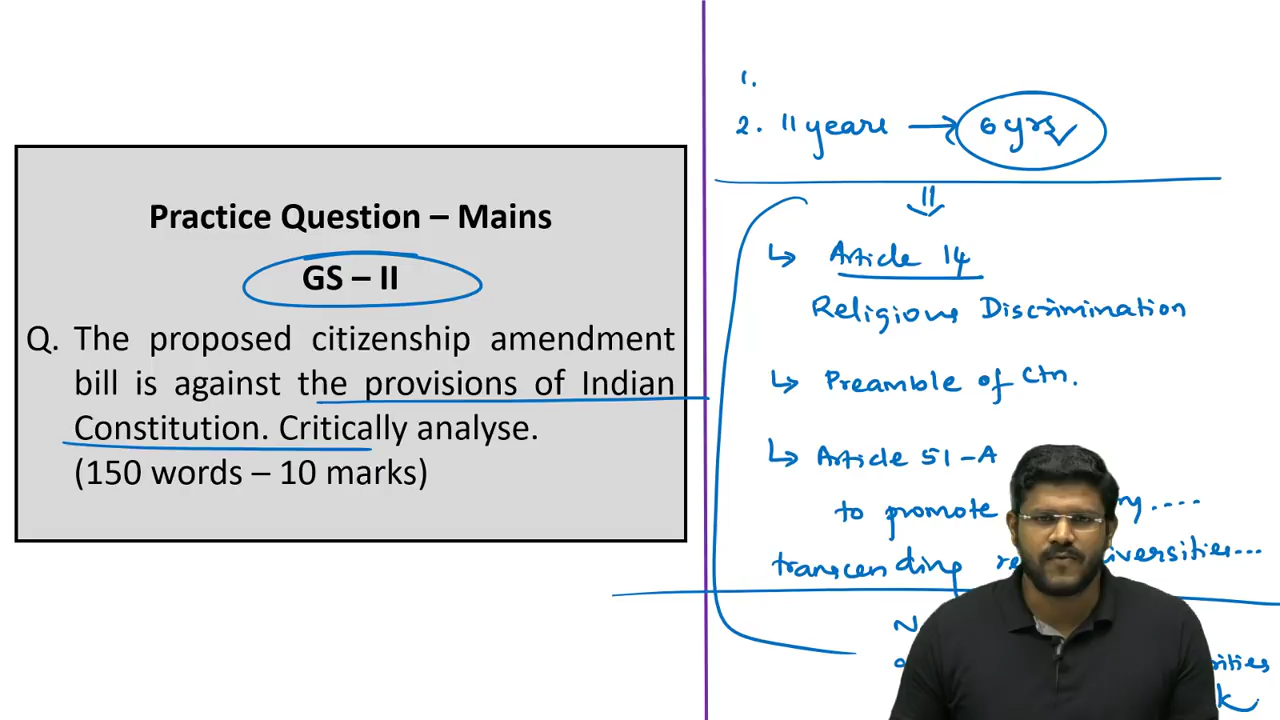 Practice Question – Mains
GS – II
Q. The proposed citizenship amendment
bill is against the provisions of Indian
Constitution. Critically analyse.
(150 words – 10 marks)
1.
2. 11 years → 6 yrs ✓
↳ Article 14
Religious Discrimination
↳ Preamble of Ctn.
↳ Article 51-A
to promote
transcending